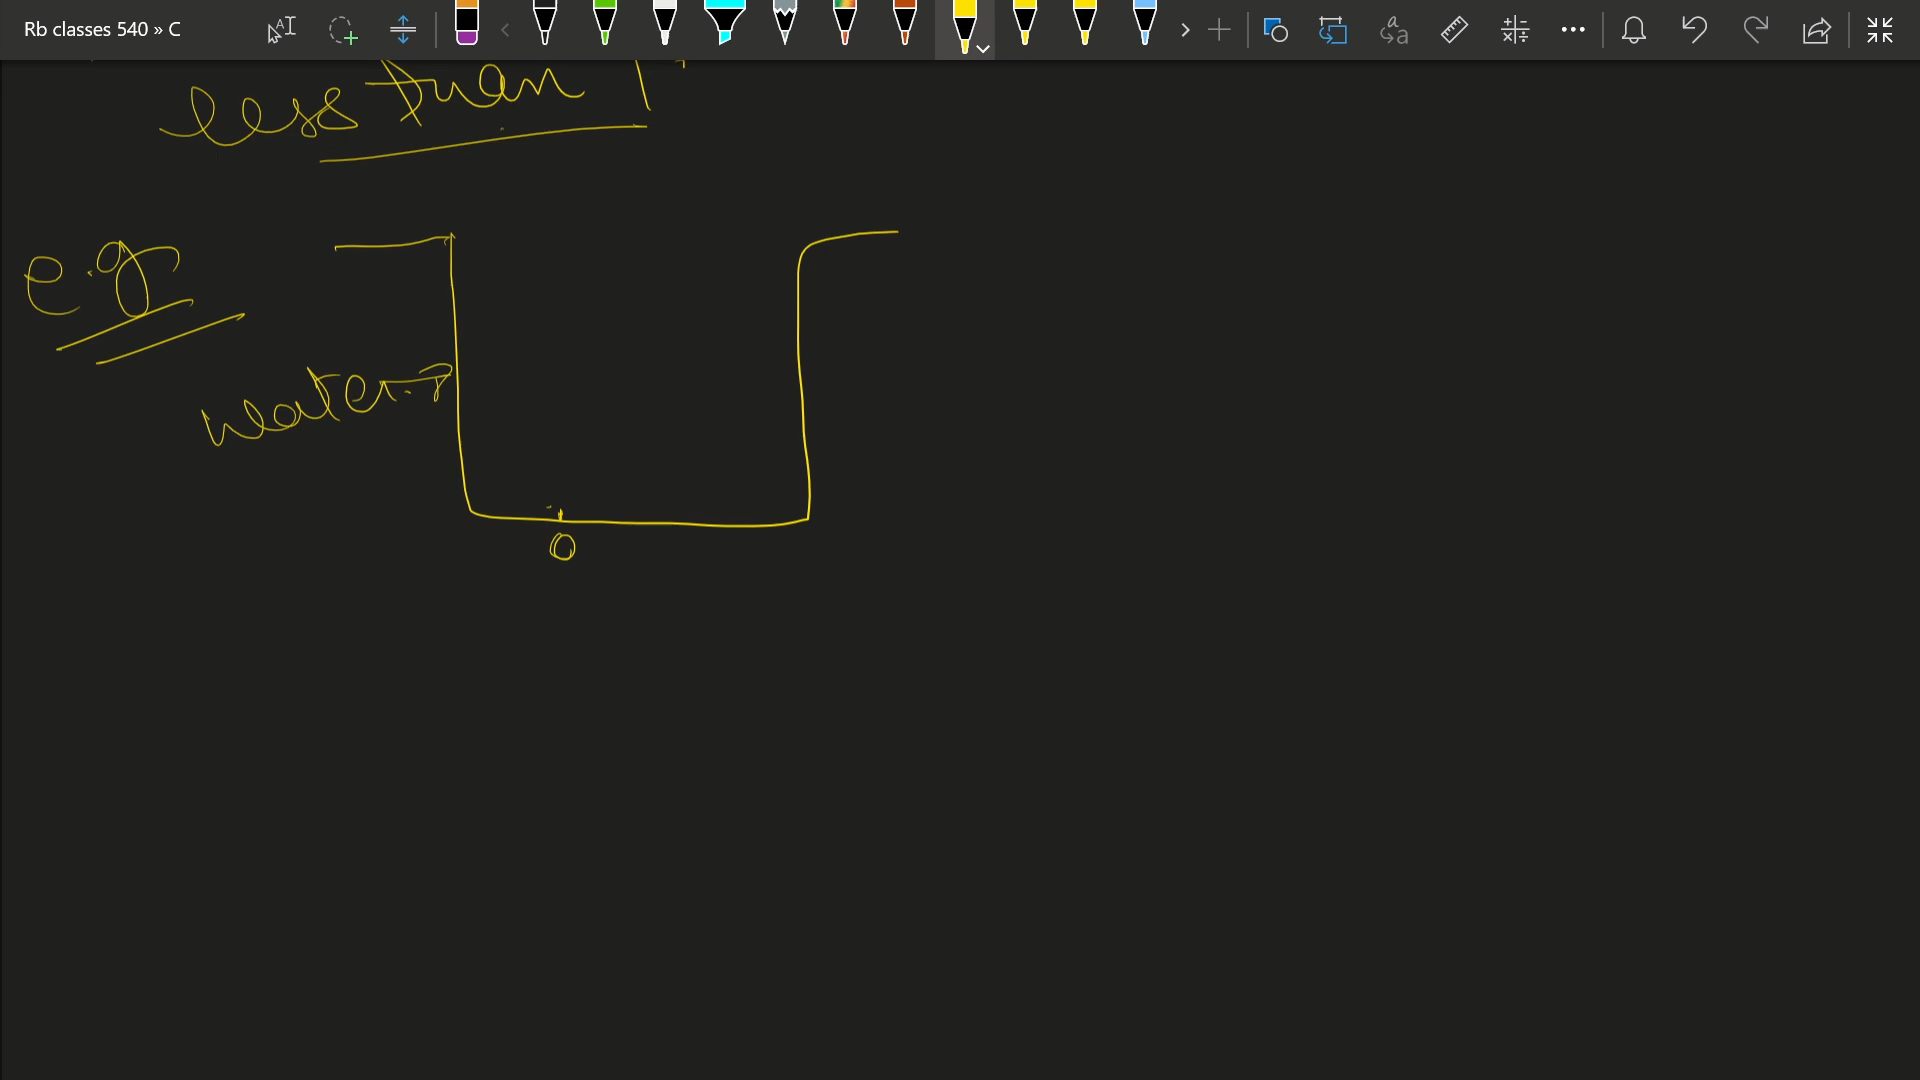 Rb classes 540 » C
less than 1
e.g
water
0